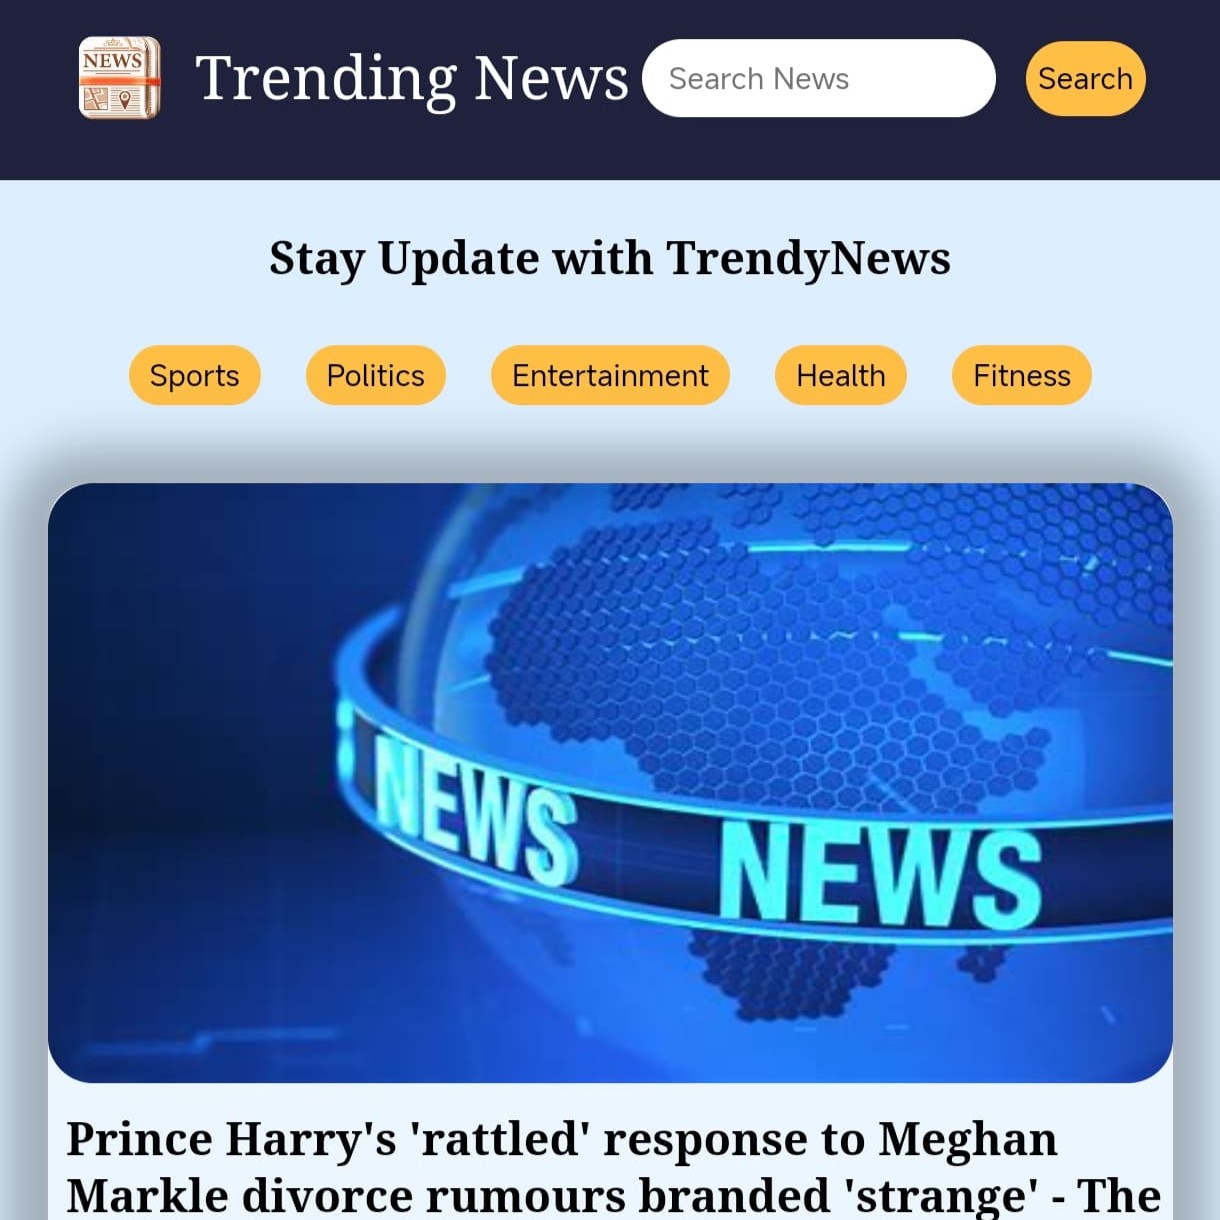 NEWS
Trending News
Search News
Search
Stay Update with TrendyNews
Sports
Politics
Entertainment
Health
Fitness
NEWS
NEWS
Prince Harry's 'rattled' response to Meghan
Markle divorce rumours branded 'strange' - The